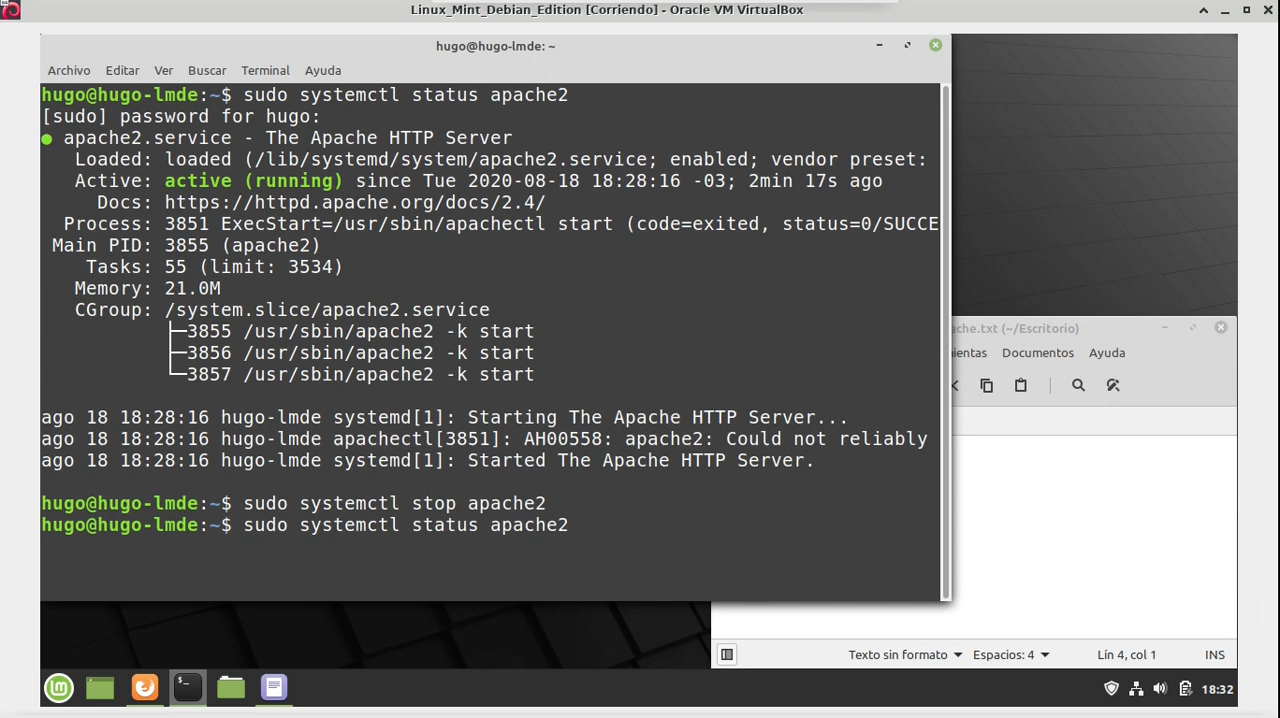 Linux_Mint_Debian_Edition [Corriendo] - Oracle VM VirtualBox
hugo@hugo-lmde: ~
Archivo Editar Ver Buscar Terminal Ayuda
hugo@hugo-lmde:~$ sudo systemctl status apache2
[sudo] password for hugo:
● apache2.service - The Apache HTTP Server
Loaded: loaded (/lib/systemd/system/apache2.service; enabled; vendor preset:
Active: active (running) since Tue 2020-08-18 18:28:16 -03; 2min 17s ago
Docs: https://httpd.apache.org/docs/2.4/
Process: 3851 ExecStart=/usr/sbin/apachectl start (code=exited, status=0/SUCCE
Main PID: 3855 (apache2)
Tasks: 55 (limit: 3534)
Memory: 21.0M
CGroup: /system.slice/apache2.service
├─3855 /usr/sbin/apache2 -k start
├─3856 /usr/sbin/apache2 -k start
└─3857 /usr/sbin/apache2 -k start
ago 18 18:28:16 hugo-lmde systemd[1]: Starting The Apache HTTP Server...
ago 18 18:28:16 hugo-lmde apachectl[3851]: AH00558: apache2: Could not reliably
ago 18 18:28:16 hugo-lmde systemd[1]: Started The Apache HTTP Server.
hugo@hugo-lmde:~$ sudo systemctl stop apache2
hugo@hugo-lmde:~$ sudo systemctl status apache2
ache.txt (~/Escritorio)
ientas Documentos Ayuda
Texto sin formato Espacios: 4 Lín 4, col 1 INS
18:32